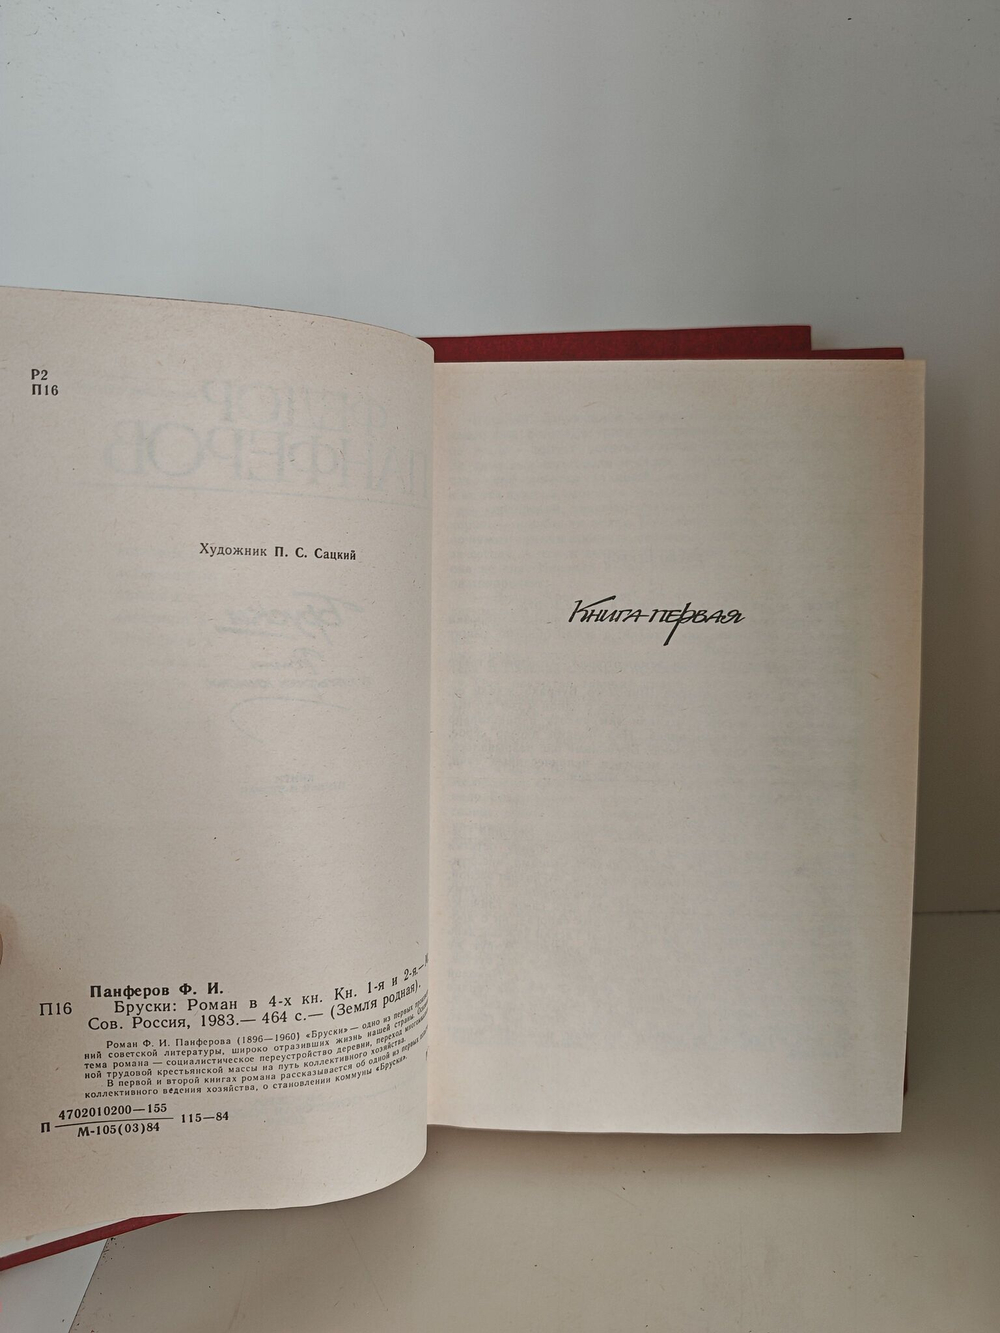 Р2
П16
Художник П. С. Сацкий
Панферов Ф. И.
П16 Бруски: Роман в 4-х кн. Кн. 1-я и 2-я.—
Сов. Россия, 1983.— 464 с.— (Земля родная).
Роман Ф. И. Панферова (1896—1960) «Бруски» — одно из первых
ний советской литературы, широко отразивших жизнь нашей страны.
тема романа — социалистическое переустройство деревни, переход
ной трудовой крестьянской массы на путь коллективного хозяйства.
В первой и второй книгах романа рассказывается об одной из первых
коллективного ведения хозяйства, о становлении коммуны «Бруски».
П 4702010200—155 115—84
М-105(03)84
Книга первая